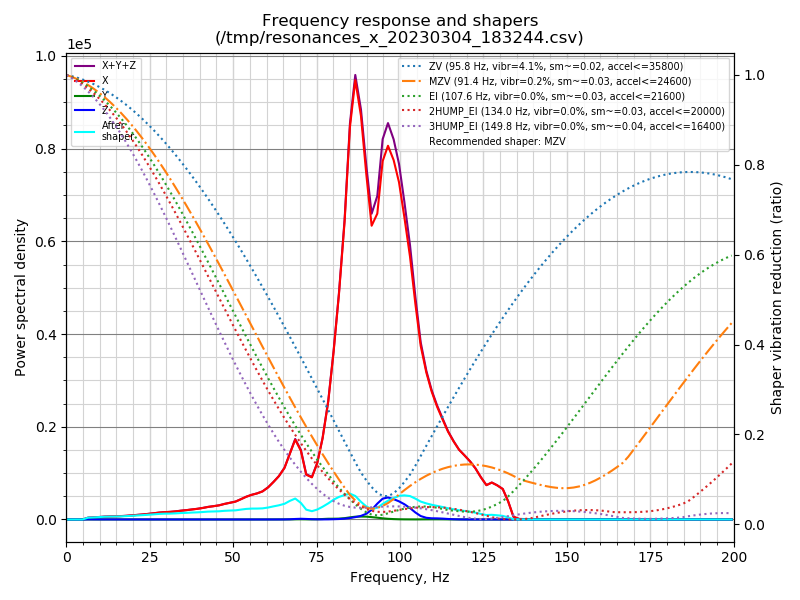 Frequency response and shapers
(/tmp/resonances_x_20230304_183244.csv)
1e5
X+Y+Z
X
Y
Z
After
shaper
ZV (95.8 Hz, vibr=4.1%, sm~=0.02, accel<=35800)
MZV (91.4 Hz, vibr=0.2%, sm~=0.03, accel<=24600)
EI (107.6 Hz, vibr=0.0%, sm~=0.03, accel<=21600)
2HUMP_EI (134.0 Hz, vibr=0.0%, sm~=0.03, accel<=20000)
3HUMP_EI (149.8 Hz, vibr=0.0%, sm~=0.04, accel<=16400)
Recommended shaper: MZV
1.0
0.8
0.6
0.4
0.2
0.0
Power spectral density
1.0
0.8
0.6
0.4
0.2
0.0
Shaper vibration reduction (ratio)
0 25 50 75 100 125 150 175 200
Frequency, Hz